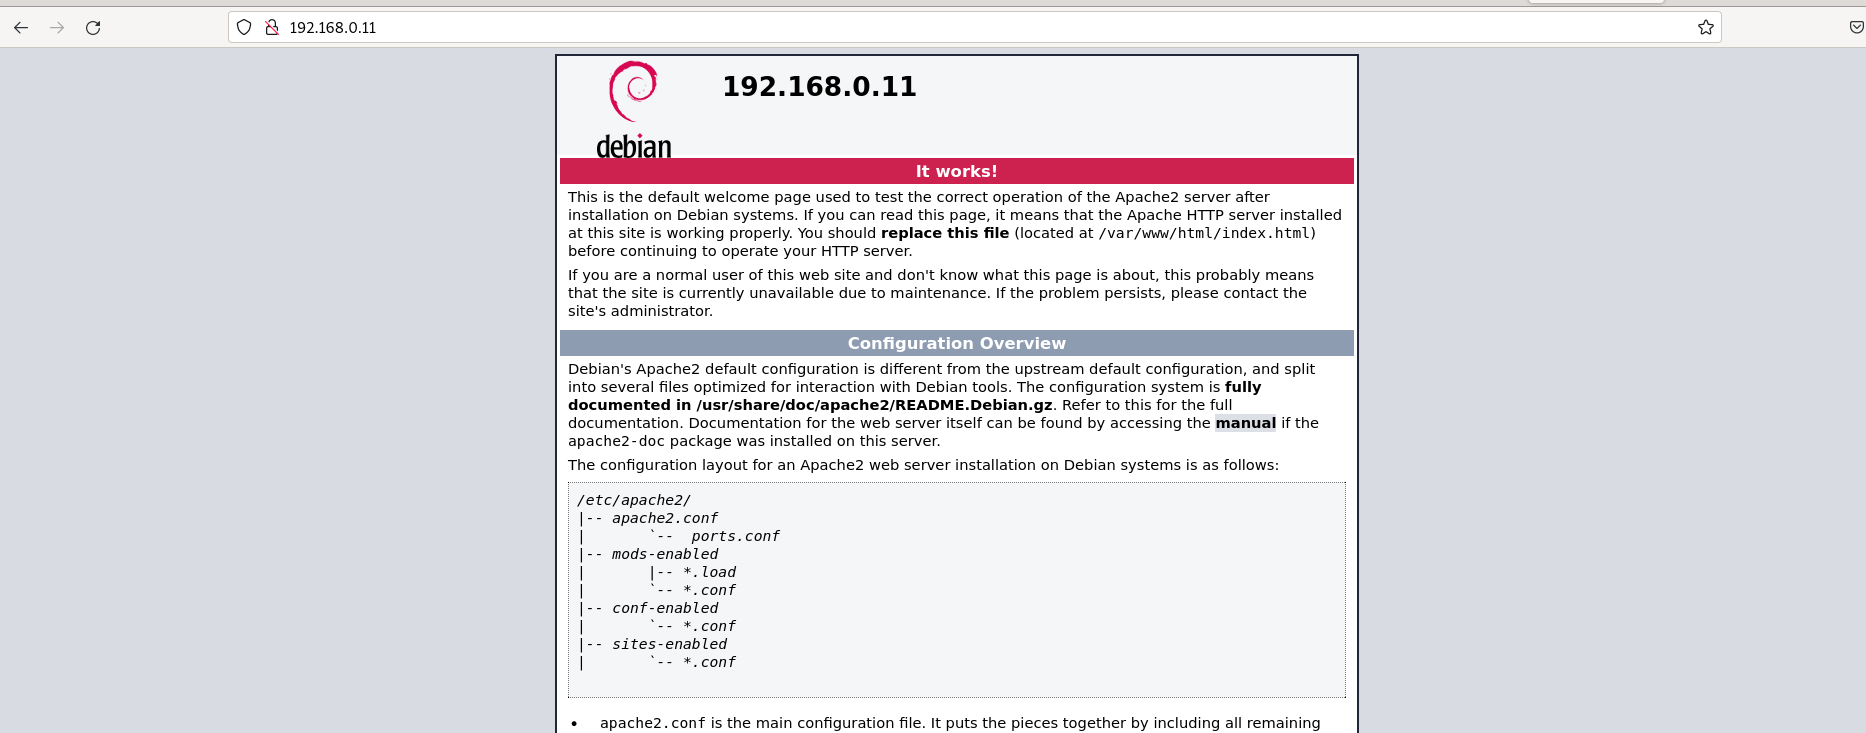 192.168.0.11
192.168.0.11
debian
It works!
This is the default welcome page used to test the correct operation of the Apache2 server after
installation on Debian systems. If you can read this page, it means that the Apache HTTP server installed
at this site is working properly. You should replace this file (located at /var/www/html/index.html)
before continuing to operate your HTTP server.
If you are a normal user of this web site and don't know what this page is about, this probably means
that the site is currently unavailable due to maintenance. If the problem persists, please contact the
site's administrator.
Configuration Overview
Debian's Apache2 default configuration is different from the upstream default configuration, and split
into several files optimized for interaction with Debian tools. The configuration system is fully
documented in /usr/share/doc/apache2/README.Debian.gz. Refer to this for the full
documentation. Documentation for the web server itself can be found by accessing the manual if the
apache2-doc package was installed on this server.
The configuration layout for an Apache2 web server installation on Debian systems is as follows:
/etc/apache2/
|-- apache2.conf
|       `--  ports.conf
|-- mods-enabled
|       |-- *.load
|       `-- *.conf
|-- conf-enabled
|       `-- *.conf
|-- sites-enabled
|       `-- *.conf
• apache2.conf is the main configuration file. It puts the pieces together by including all remaining